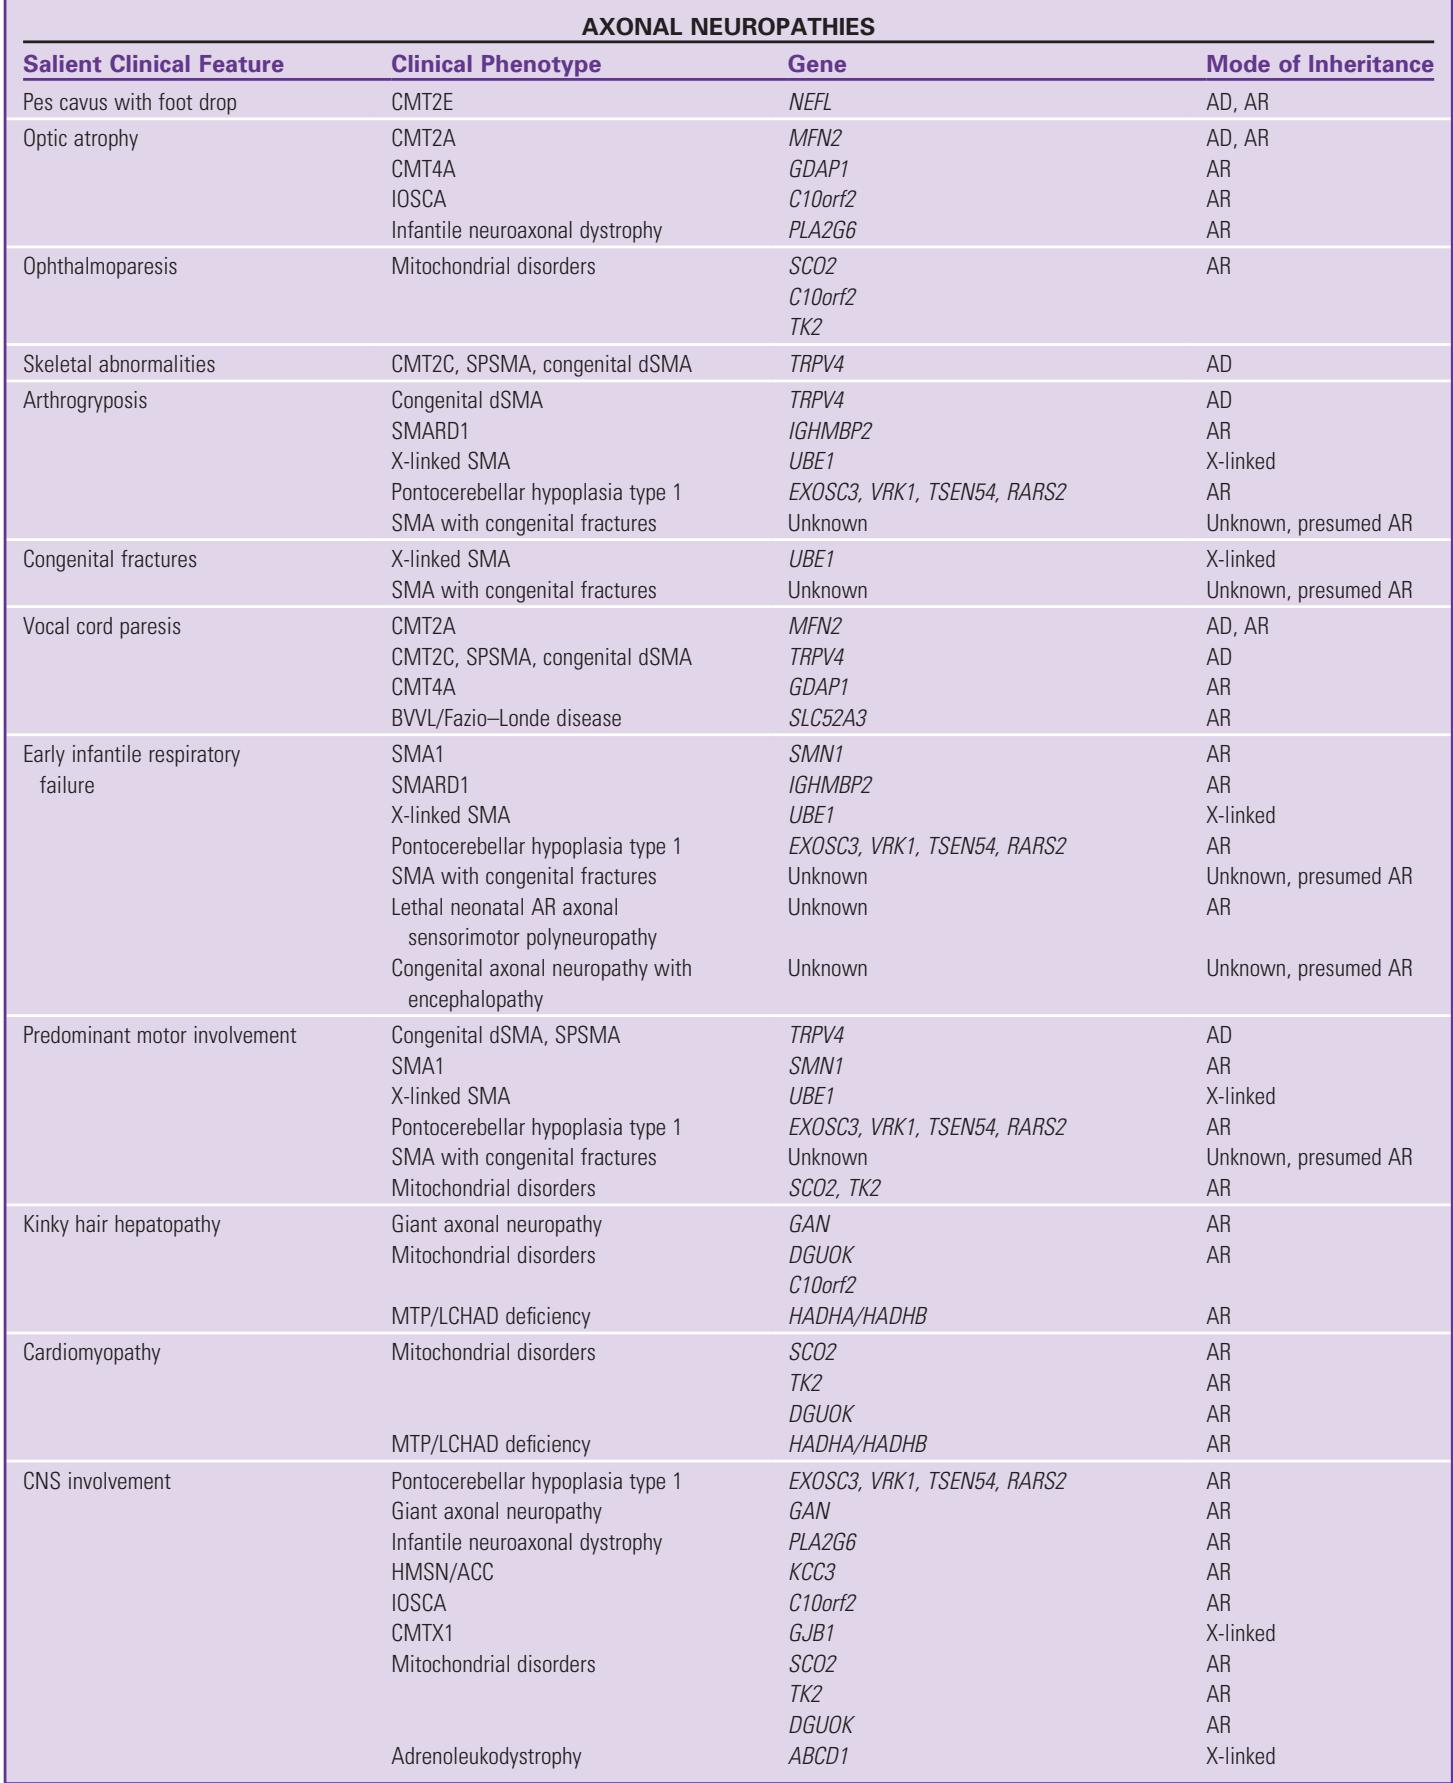 AXONAL NEUROPATHIES
Salient Clinical Feature Clinical Phenotype Gene Mode of Inheritance
Pes cavus with foot drop CMT2E NEFL AD, AR
Optic atrophy CMT2A MFN2 AD, AR
CMT4A GDAP1 AR
IOSCA C10orf2 AR
Infantile neuroaxonal dystrophy PLA2G6 AR
Ophthalmoparesis Mitochondrial disorders SCO2 AR
C10orf2
TK2
Skeletal abnormalities CMT2C, SPSMA, congenital dSMA TRPV4 AD
Arthrogryposis Congenital dSMA TRPV4 AD
SMARD1 IGHMBP2 AR
X-linked SMA UBE1 X-linked
Pontocerebellar hypoplasia type 1 EXOSC3, VRK1, TSEN54, RARS2 AR
SMA with congenital fractures Unknown Unknown, presumed AR
Congenital fractures X-linked SMA UBE1 X-linked
SMA with congenital fractures Unknown Unknown, presumed AR
Vocal cord paresis CMT2A MFN2 AD, AR
CMT2C, SPSMA, congenital dSMA TRPV4 AD
CMT4A GDAP1 AR
BVVL/Fazio–Londe disease SLC52A3 AR
Early infantile respiratory SMA1 SMN1 AR
failure SMARD1 IGHMBP2 AR
X-linked SMA UBE1 X-linked
Pontocerebellar hypoplasia type 1 EXOSC3, VRK1, TSEN54, RARS2 AR
SMA with congenital fractures Unknown Unknown, presumed AR
Lethal neonatal AR axonal Unknown AR
sensorimotor polyneuropathy
Congenital axonal neuropathy with Unknown Unknown, presumed AR
encephalopathy
Predominant motor involvement Congenital dSMA, SPSMA TRPV4 AD
SMA1 SMN1 AR
X-linked SMA UBE1 X-linked
Pontocerebellar hypoplasia type 1 EXOSC3, VRK1, TSEN54, RARS2 AR
SMA with congenital fractures Unknown Unknown, presumed AR
Mitochondrial disorders SCO2, TK2 AR
Kinky hair hepatopathy Giant axonal neuropathy GAN AR
Mitochondrial disorders DGUOK AR
C10orf2
MTP/LCHAD deficiency HADHA/HADHB AR
Cardiomyopathy Mitochondrial disorders SCO2 AR
TK2 AR
DGUOK AR
MTP/LCHAD deficiency HADHA/HADHB AR
CNS involvement Pontocerebellar hypoplasia type 1 EXOSC3, VRK1, TSEN54, RARS2 AR
Giant axonal neuropathy GAN AR
Infantile neuroaxonal dystrophy PLA2G6 AR
HMSN/ACC KCC3 AR
IOSCA C10orf2 AR
CMTX1 GJB1 X-linked
Mitochondrial disorders SCO2 AR
TK2 AR
DGUOK AR
Adrenoleukodystrophy ABCD1 X-linked